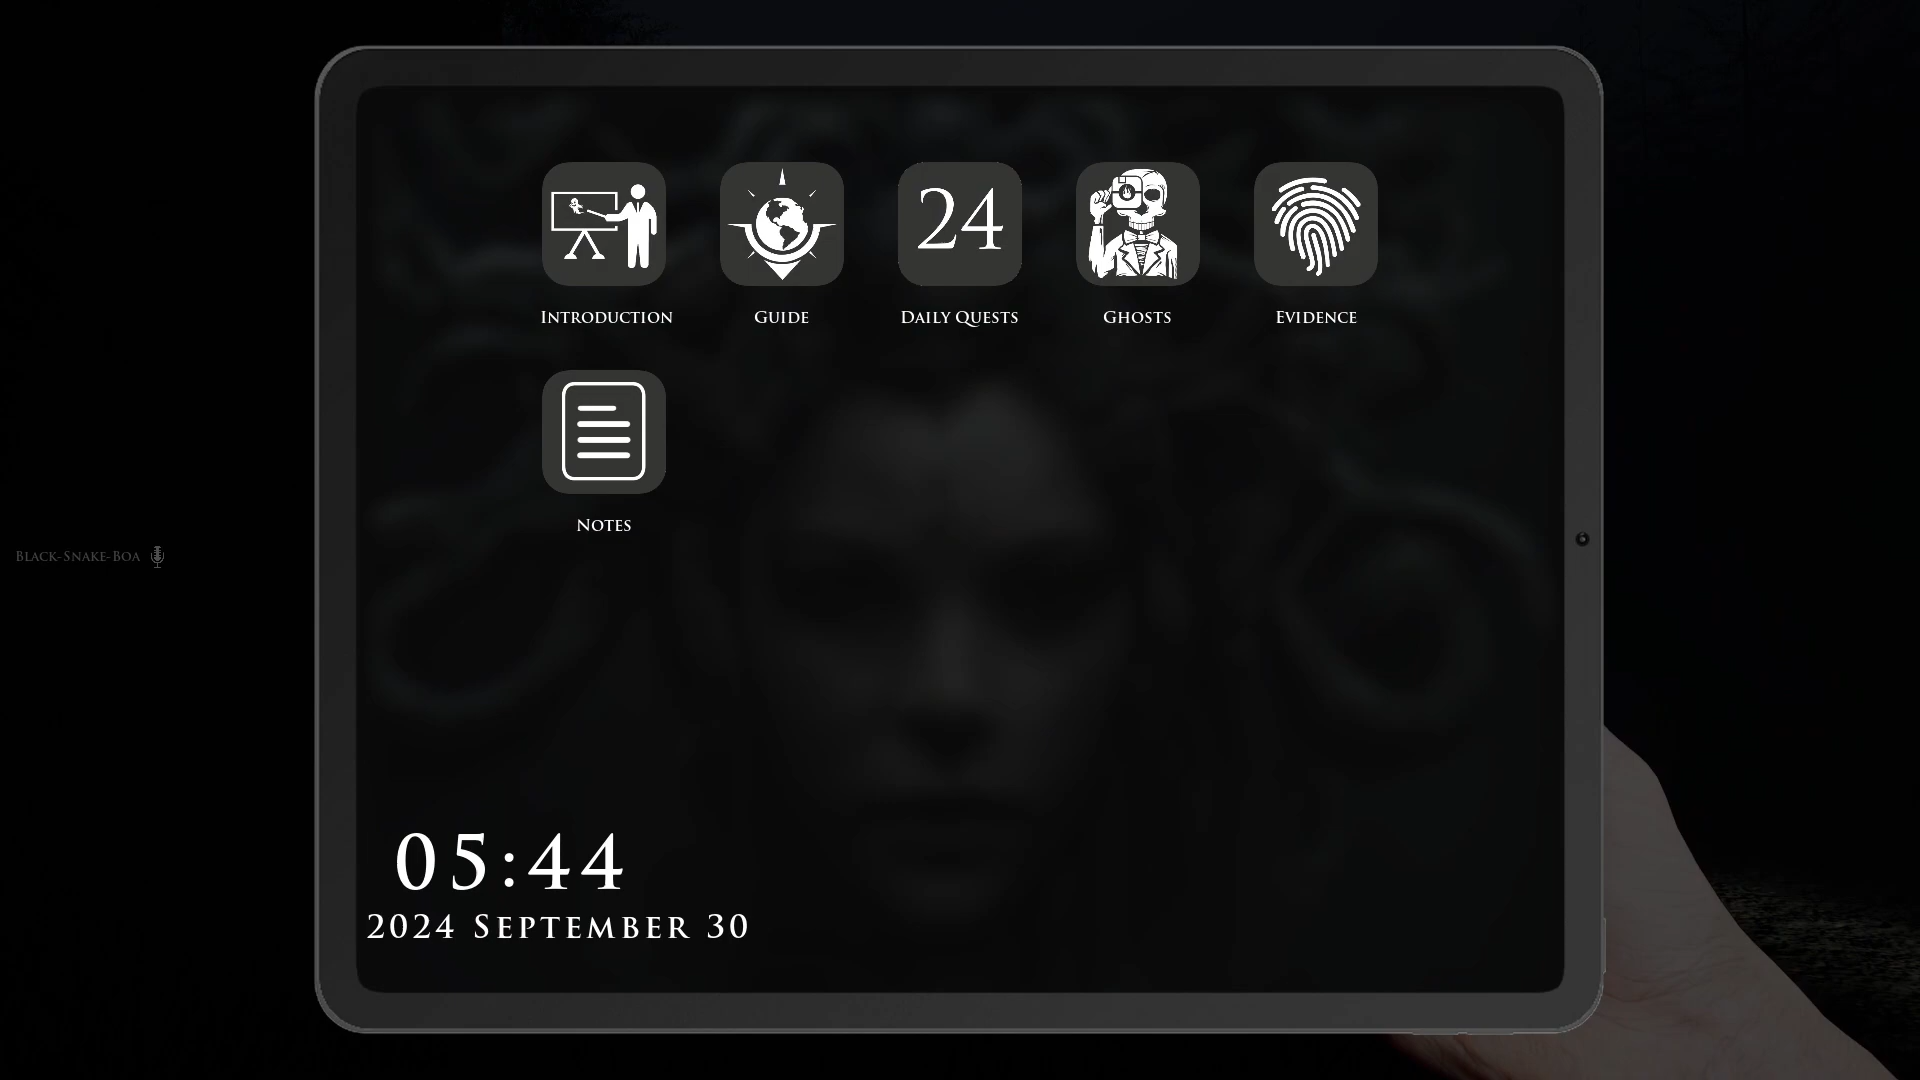 24
Introduction
Guide
Daily Quests
Ghosts
Evidence
Notes
Black-Snake-Boa
05:44
2024 September 30